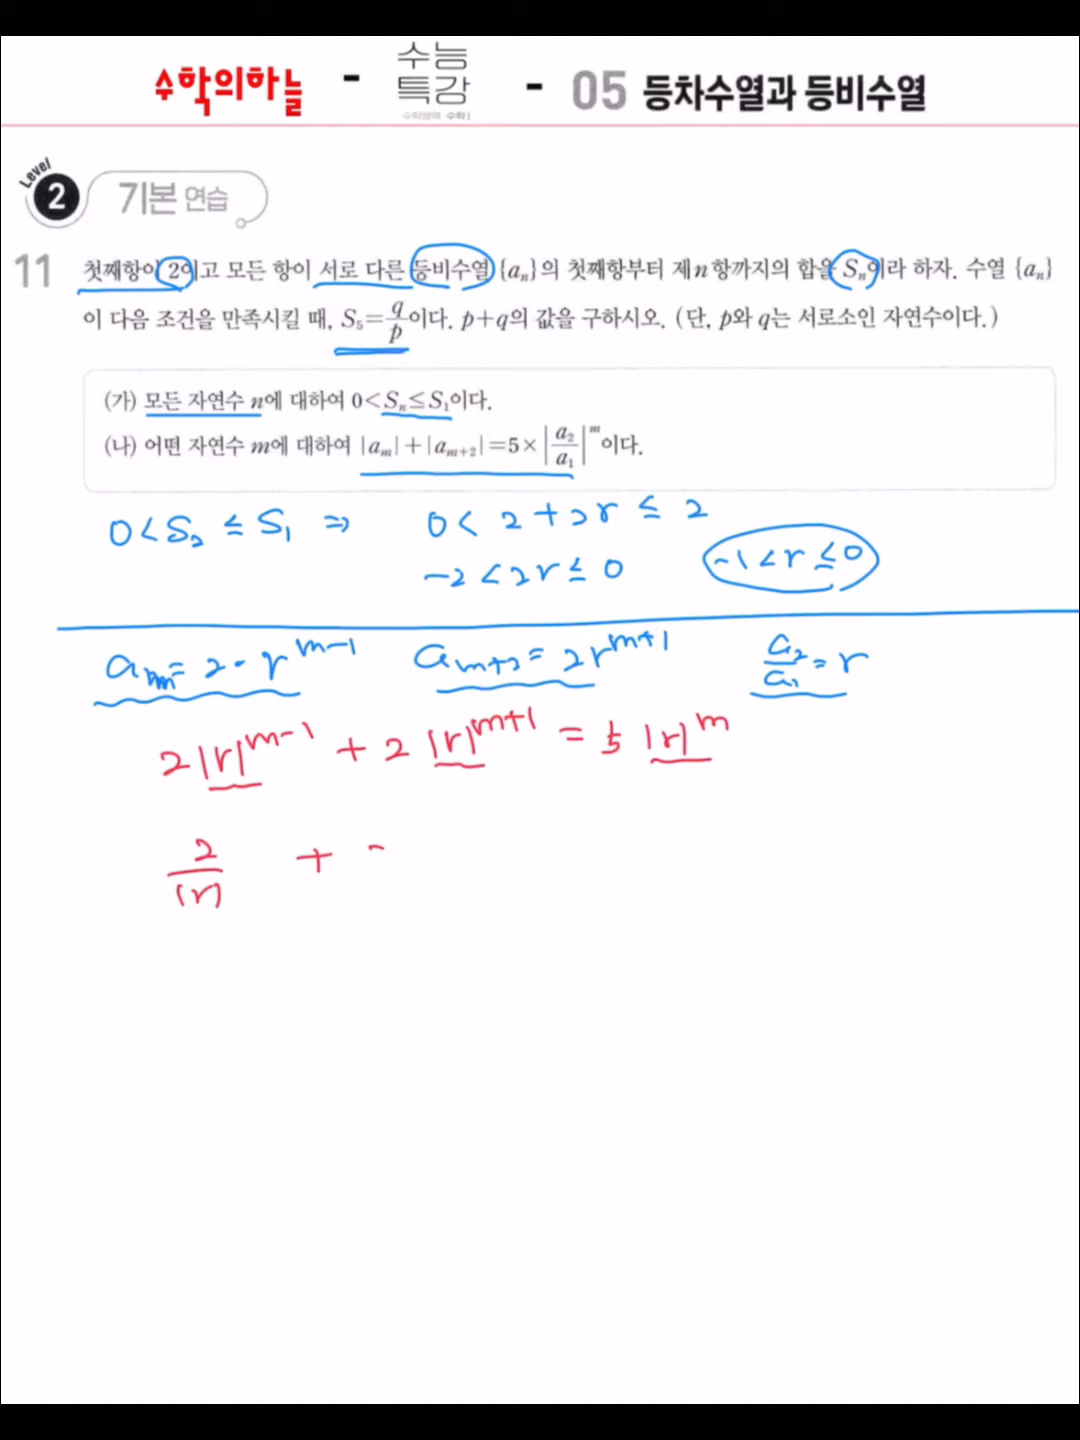 수학의하늘 - 수능특강 - 05 등차수열과 등비수열
수학영역 수학Ⅰ
Level 2 기본 연습
11 첫째항이 2이고 모든 항이 서로 다른 등비수열 {aₙ}의 첫째항부터 제n항까지의 합을 Sₙ이라 하자. 수열 {aₙ}
이 다음 조건을 만족시킬 때, S₅=q/p이다. p+q의 값을 구하시오. (단, p와 q는 서로소인 자연수이다.)
(가) 모든 자연수 n에 대하여 0<Sₙ≤S₁이다.
(나) 어떤 자연수 m에 대하여 |aₘ|+|aₘ₊₂|=5×|a₂/a₁|^m이다.
0<S₂≤S₁ ⇒ 0<2+2r≤2
-2<2r≤0 -1<r≤0
aₘ=2·r^(m-1) aₘ₊₂=2r^(m+1) a₂/a₁=r
2|r|^(m-1)+2|r|^(m+1)=5|r|^m
2/|r| +